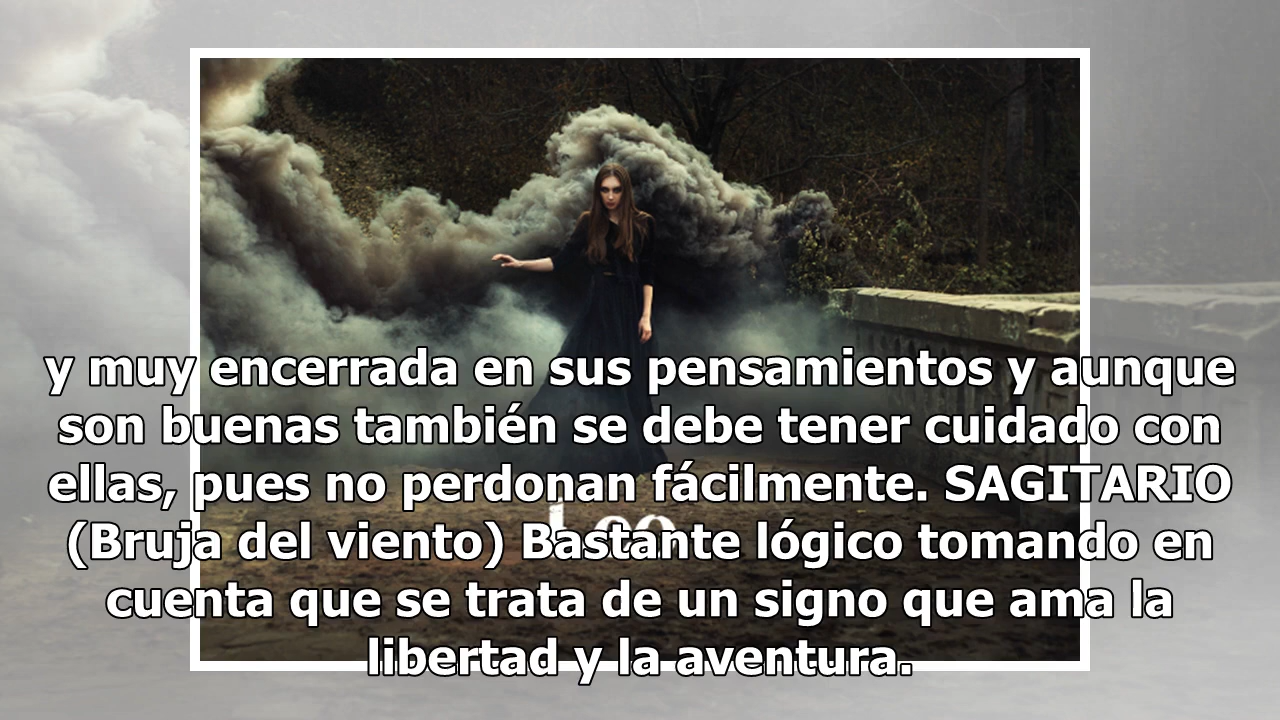 y muy encerrada en sus pensamientos y aunque
son buenas también se debe tener cuidado con
ellas, pues no perdonan fácilmente. SAGITARIO
(Bruja del viento) Bastante lógico tomando en
cuenta que se trata de un signo que ama la
libertad y la aventura.
Leo